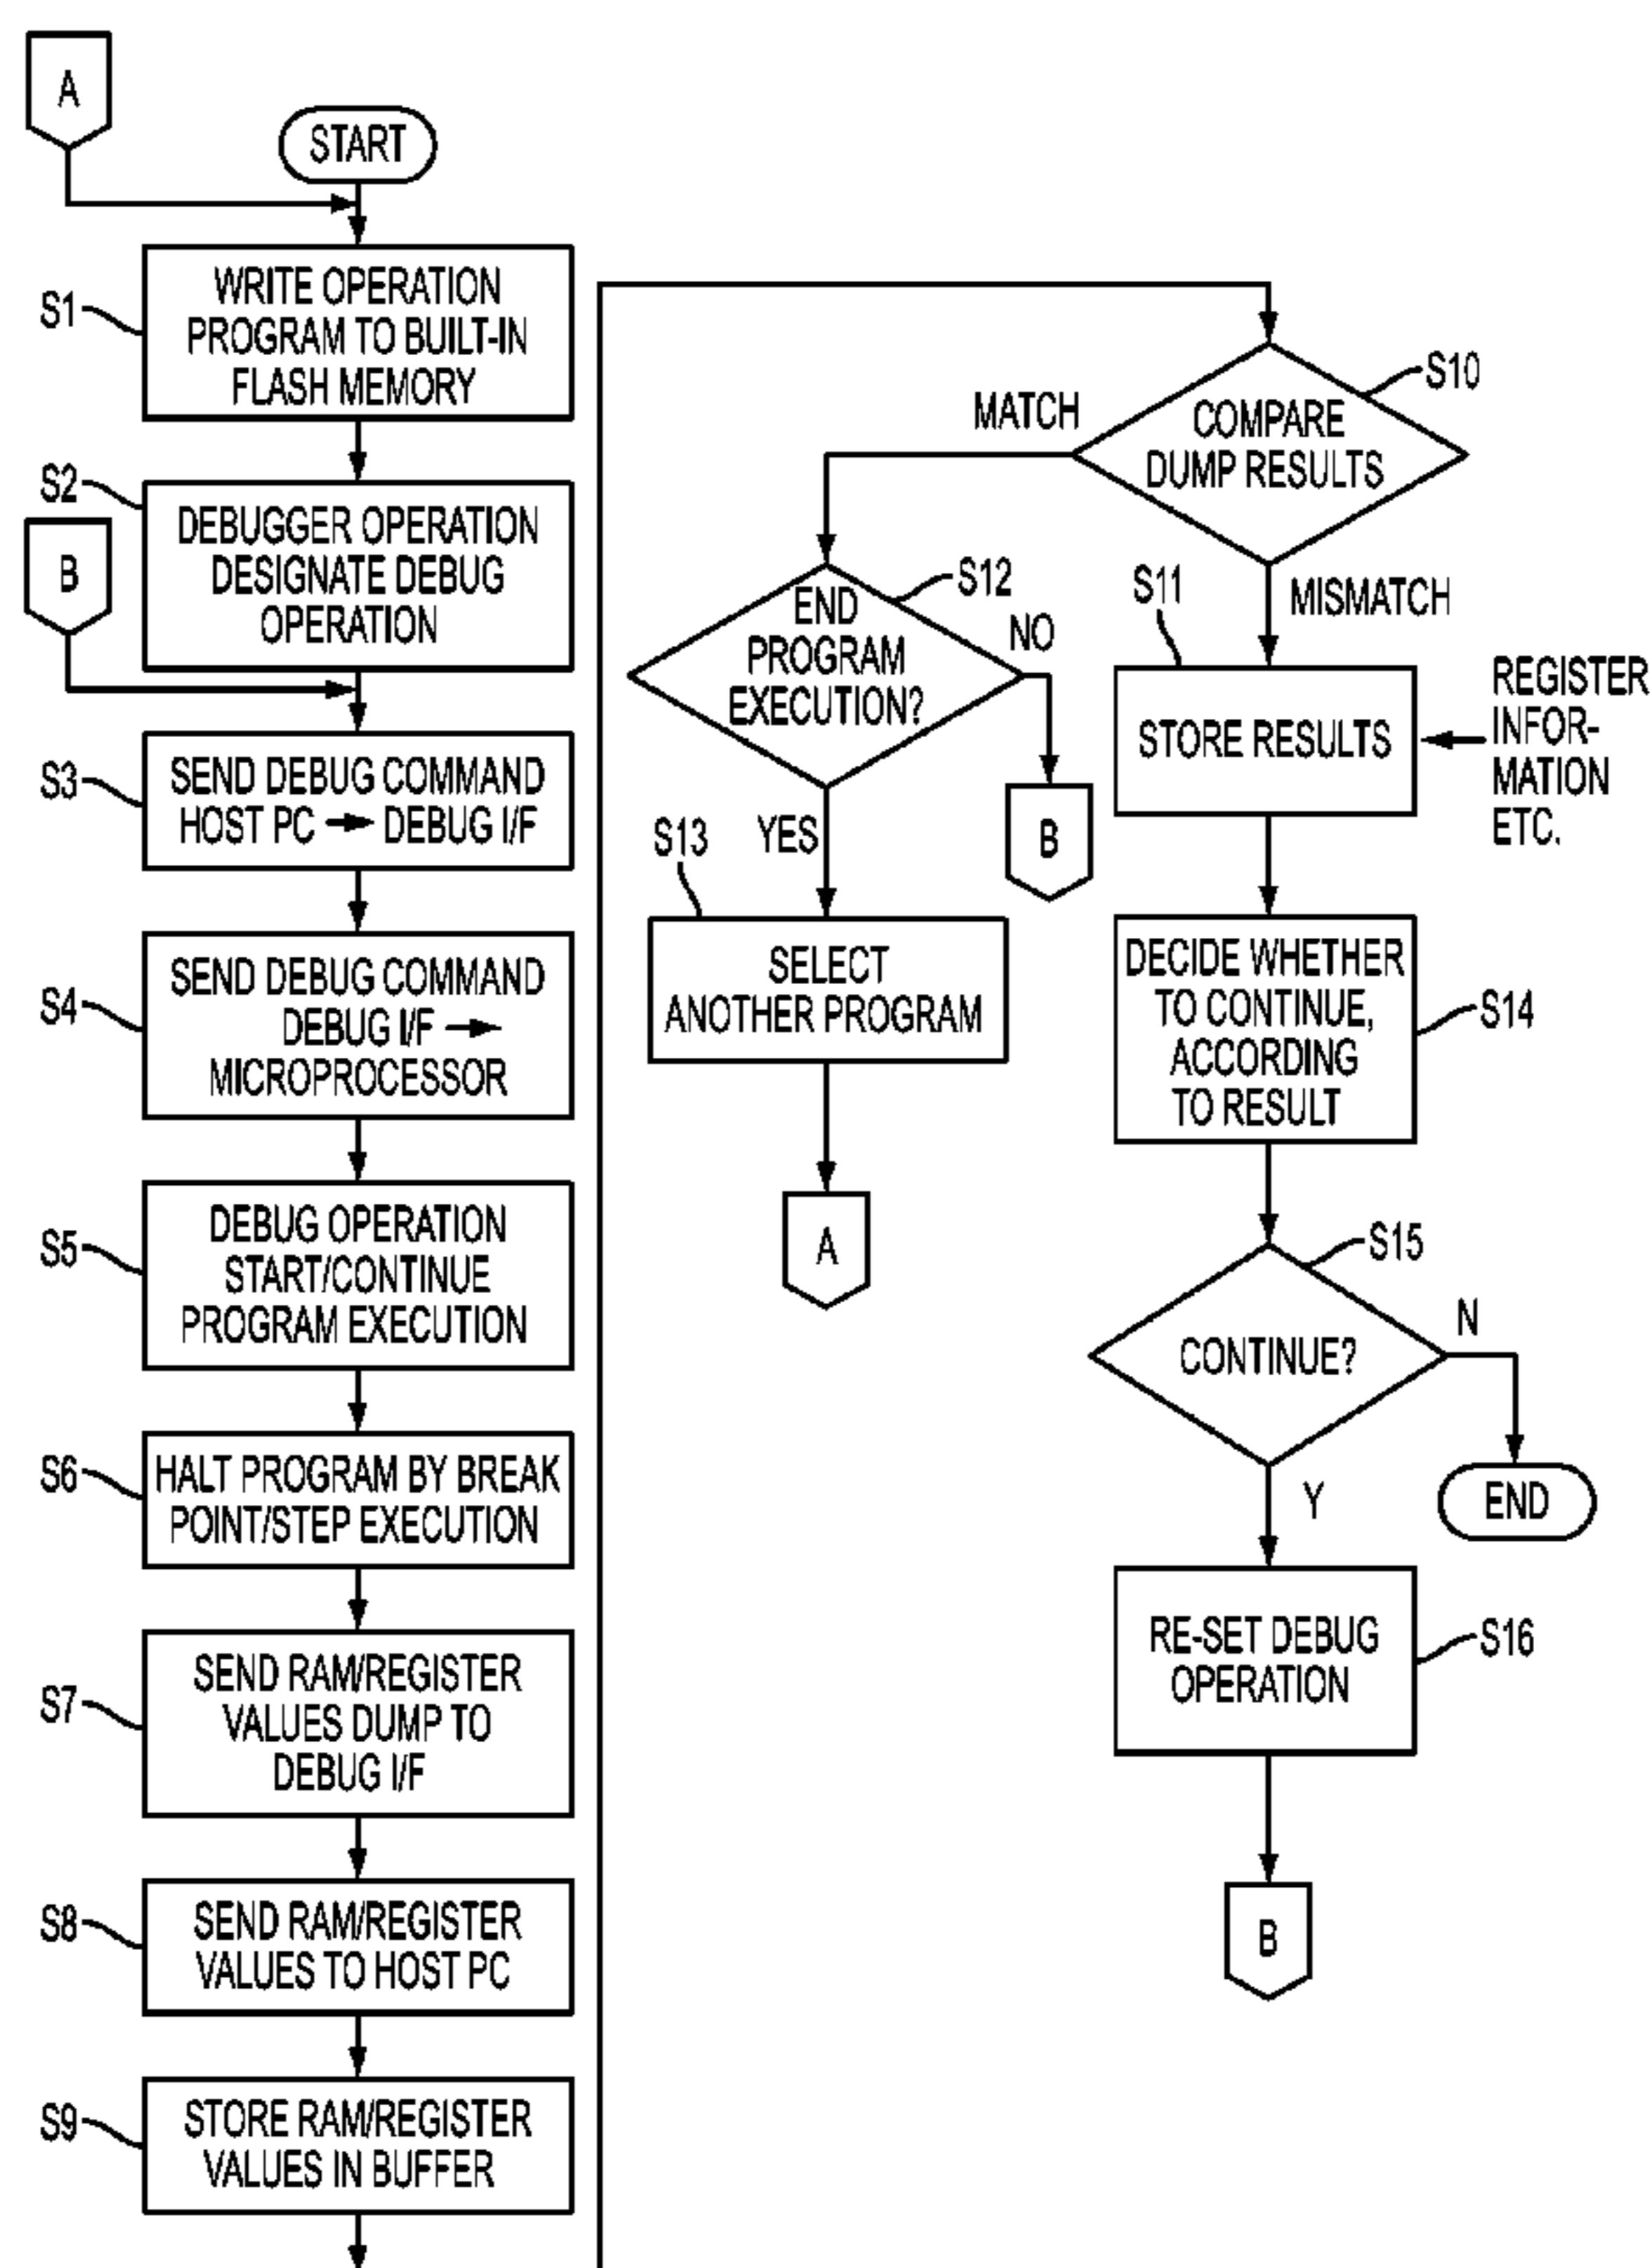 A
START
S1
WRITE OPERATION
PROGRAM TO BUILT-IN
FLASH MEMORY
S2
DEBUGGER OPERATION
DESIGNATE DEBUG
OPERATION
B
S3
SEND DEBUG COMMAND
HOST PC → DEBUG I/F
S4
SEND DEBUG COMMAND
DEBUG I/F →
MICROPROCESSOR
S5
DEBUG OPERATION
START/CONTINUE
PROGRAM EXECUTION
S6
HALT PROGRAM BY BREAK
POINT/STEP EXECUTION
S7
SEND RAM/REGISTER
VALUES DUMP TO
DEBUG I/F
S8
SEND RAM/REGISTER
VALUES TO HOST PC
S9
STORE RAM/REGISTER
VALUES IN BUFFER
S10
COMPARE
DUMP RESULTS
MATCH
MISMATCH
S12
END
PROGRAM
EXECUTION?
NO
B
YES
S13
SELECT
ANOTHER PROGRAM
A
S11
STORE RESULTS
REGISTER
INFOR-
MATION
ETC.
S14
DECIDE WHETHER
TO CONTINUE,
ACCORDING
TO RESULT
S15
CONTINUE?
N
END
Y
S16
RE-SET DEBUG
OPERATION
B